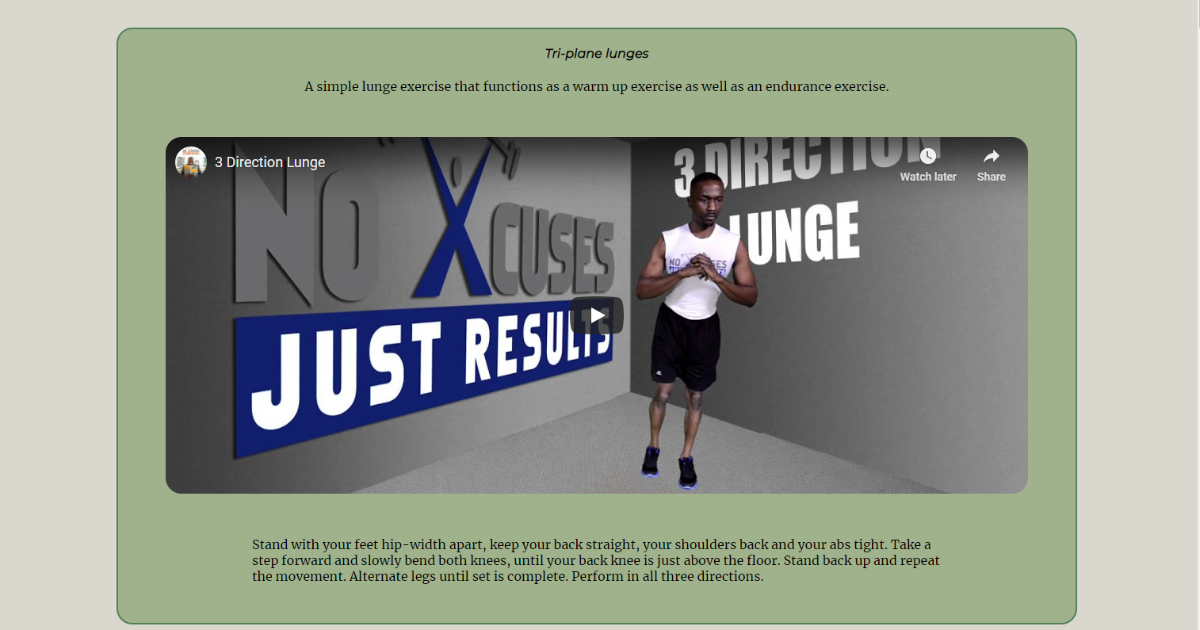 Tri-plane lunges
A simple lunge exercise that functions as a warm up exercise as well as an endurance exercise.
3 Direction Lunge
Watch later
Share
NO XCUSES
JUST RESULTS
3 DIRECTION
LUNGE
NO
Stand with your feet hip-width apart, keep your back straight, your shoulders back and your abs tight. Take a
step forward and slowly bend both knees, until your back knee is just above the floor. Stand back up and repeat
the movement. Alternate legs until set is complete. Perform in all three directions.